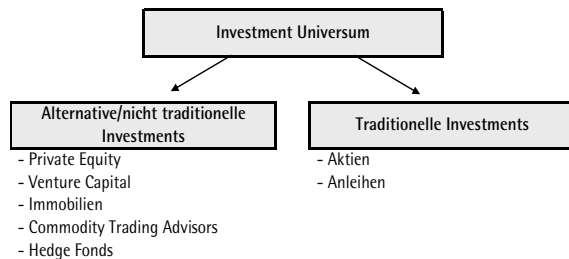 Investment Universum
Alternative/nicht traditionelle
Investments
- Private Equity
- Venture Capital
- Immobilien
- Commodity Trading Advisors
- Hedge Fonds
Traditionelle Investments
- Aktien
- Anleihen